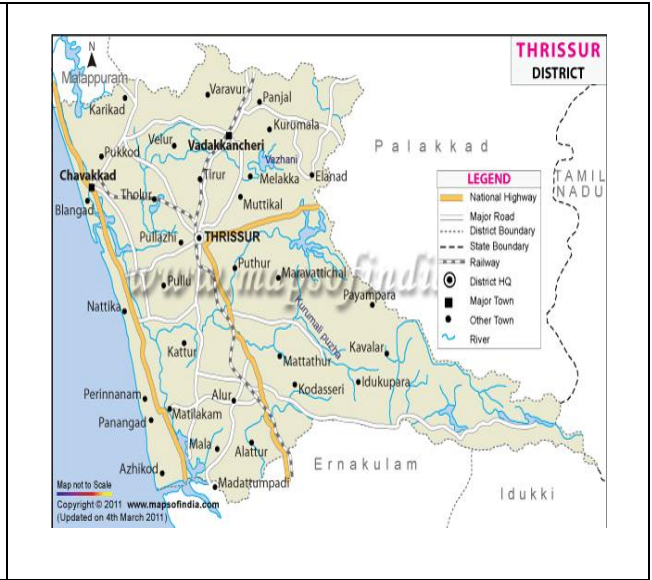 THRISSUR
DISTRICT
N
Malappuram
Varavur
Panjal
Karikad
Kurumala
Velur
Vadakkancheri
Palakkad
Pukkod
Vazhani
Chavakkad
Tirur
Melakka
Elanad
Tholur
Muttikal
Blangad
Pullazhi
THRISSUR
LEGEND
National Highway
Major Road
District Boundary
State Boundary
Railway
District HQ
Major Town
Other Town
River
TAMIL
NADU
Puthur
Maravattichal
www.mapsofindia
Pullu
Payampara
Nattika
Kurumali puzha
Kattur
Mattathur
Kavalar
Kodasseri
Idukupara
Perinnanam
Alur
Matilakam
Panangad
Mala
Alattur
Azhikod
Ernakulam
Madattumpadi
Idukki
Map not to Scale
Copyright © 2011 www.mapsofindia.com
(Updated on 4th March 2011)